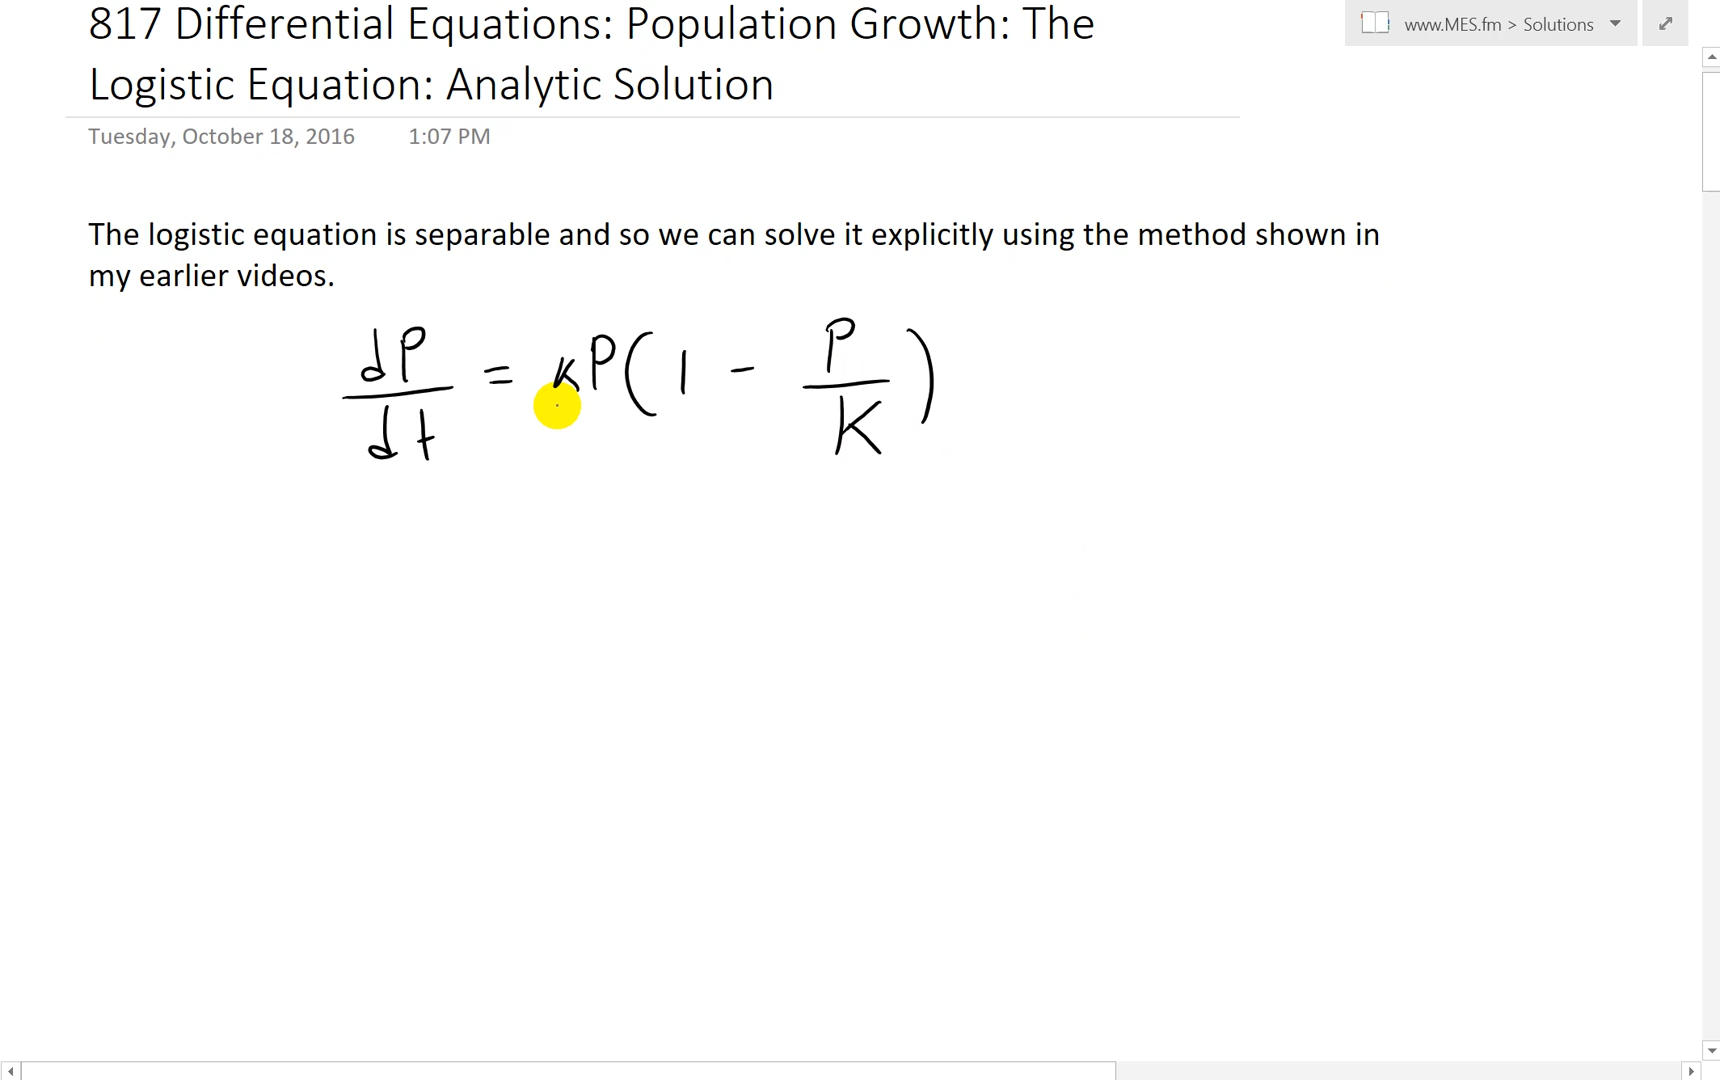 817 Differential Equations: Population Growth: The
Logistic Equation: Analytic Solution
www.MES.fm > Solutions
Tuesday, October 18, 2016 1:07 PM
The logistic equation is separable and so we can solve it explicitly using the method shown in
my earlier videos.
dP/dt = kP(1 - P/K)